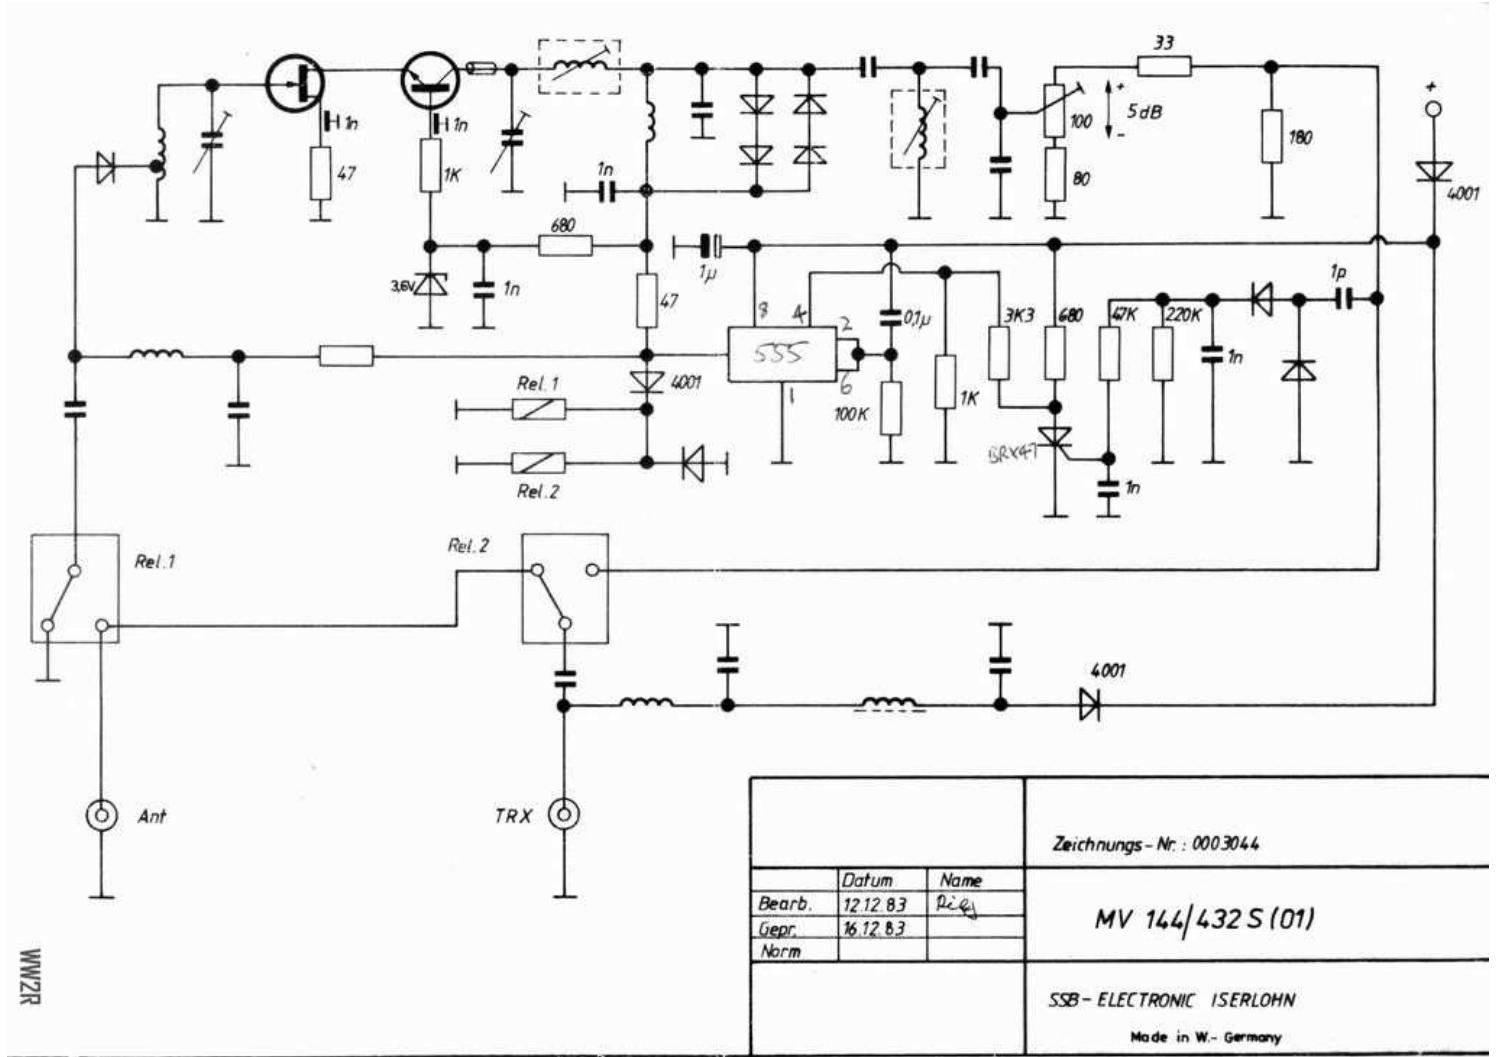 33
+
1n
1n
100
+
5dB
-
180
47
1K
1n
80
4001
680
3,6V
1n
1µ
47
8
4
2
0,1µ
3K3
680
47K
220K
1p
555
1n
6
Rel.1
4001
1
100K
1K
BRX47
1n
Rel.2
Rel.1
Rel.2
4001
Ant
TRX
Zeichnungs-Nr.: 0003044
Datum Name
Bearb. 12.12.83
Gepr. 16.12.83
Norm
MV 144/432 S (01)
SSB-ELECTRONIC ISERLOHN
Made in W.- Germany
WWZR